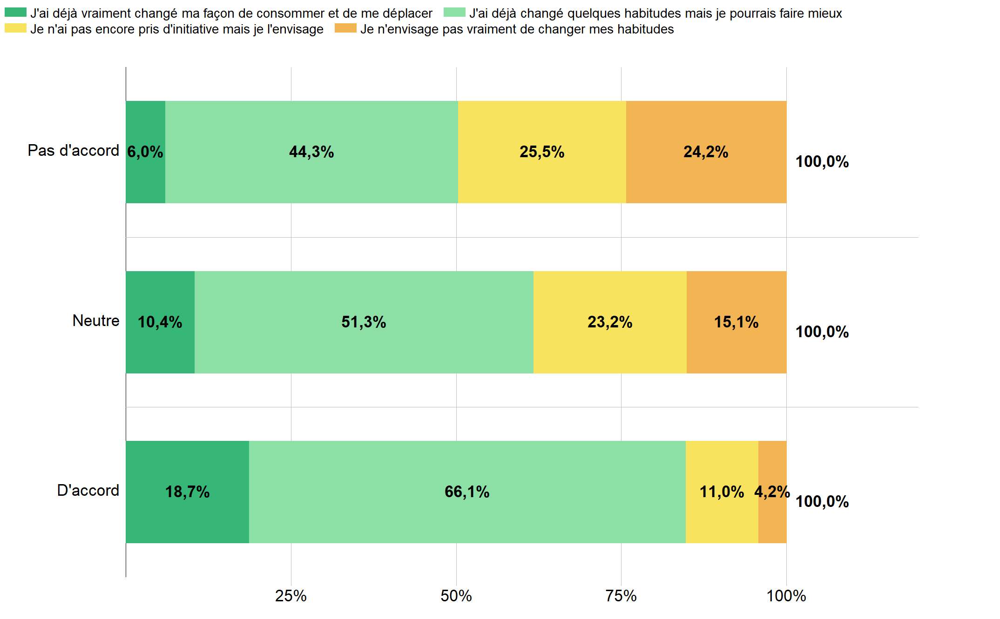 J'ai déjà vraiment changé ma façon de consommer et de me déplacer J'ai déjà changé quelques habitudes mais je pourrais faire mieux
Je n'ai pas encore pris d'initiative mais je l'envisage Je n'envisage pas vraiment de changer mes habitudes
Pas d'accord 6,0% 44,3% 25,5% 24,2% 100,0%
Neutre 10,4% 51,3% 23,2% 15,1% 100,0%
D'accord 18,7% 66,1% 11,0% 4,2% 100,0%
25% 50% 75% 100%